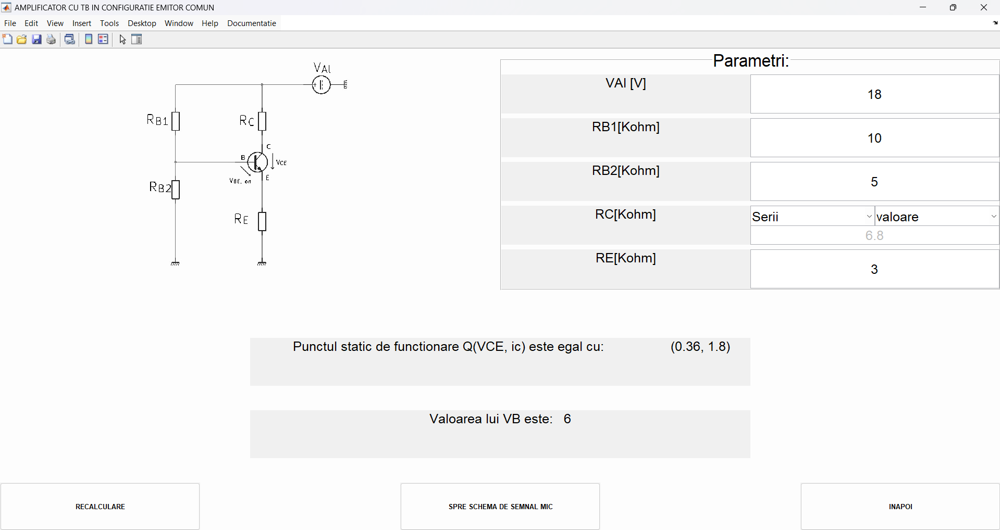 AMPLIFICATOR CU TB IN CONFIGURATIE EMITOR COMUN
File Edit View Insert Tools Desktop Window Help Documentatie
VAl
RB1
RC
C
B
VCE
VBE, on
E
RB2
RE
Parametri:
VAI [V] 18
RB1[Kohm] 10
RB2[Kohm] 5
RC[Kohm] Serii valoare
6.8
RE[Kohm] 3
Punctul static de functionare Q(VCE, ic) este egal cu: (0.36, 1.8)
Valoarea lui VB este: 6
RECALCULARE SPRE SCHEMA DE SEMNAL MIC INAPOI